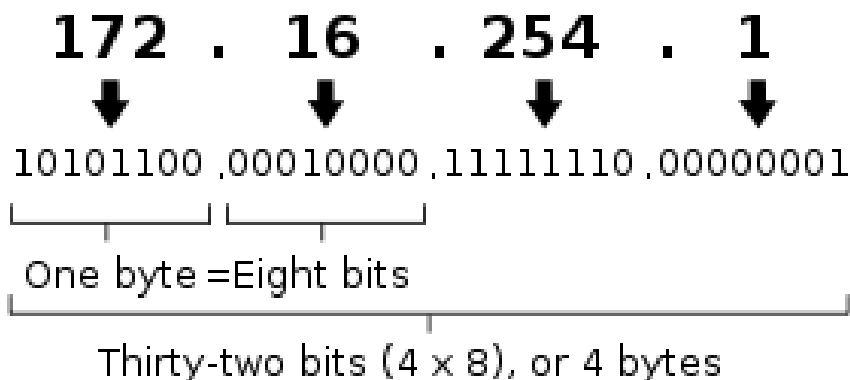 172 . 16 . 254 . 1
10101100 .00010000 .11111110 .00000001
One byte =Eight bits
Thirty-two bits (4 x 8), or 4 bytes